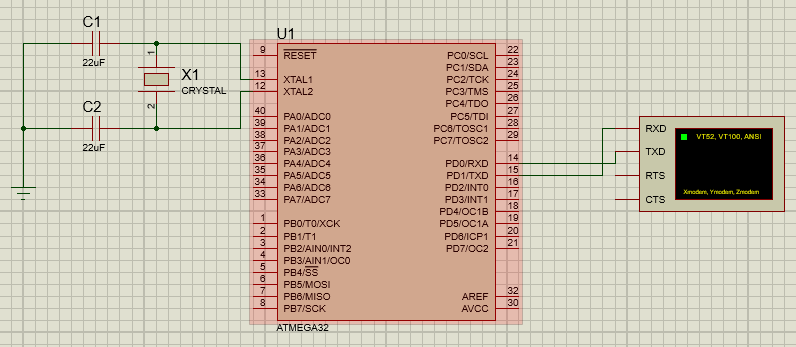 C1
22uF
1
X1
CRYSTAL
2
C2
22uF
U1
9 RESET
13 XTAL1
12 XTAL2
40 PA0/ADC0
39 PA1/ADC1
38 PA2/ADC2
37 PA3/ADC3
36 PA4/ADC4
35 PA5/ADC5
34 PA6/ADC6
33 PA7/ADC7
1 PB0/T0/XCK
2 PB1/T1
3 PB2/AIN0/INT2
4 PB3/AIN1/OC0
5 PB4/SS
6 PB5/MOSI
7 PB6/MISO
8 PB7/SCK
PC0/SCL 22
PC1/SDA 23
PC2/TCK 24
PC3/TMS 25
PC4/TDO 26
PC5/TDI 27
PC6/TOSC1 28
PC7/TOSC2 29
PD0/RXD 14
PD1/TXD 15
PD2/INT0 16
PD3/INT1 17
PD4/OC1B 18
PD5/OC1A 19
PD6/ICP1 20
PD7/OC2 21
AREF 32
AVCC 30
ATMEGA32
RXD
TXD
RTS
CTS
VT52, VT100, ANSI
Xmodem, Ymodem, Zmodem